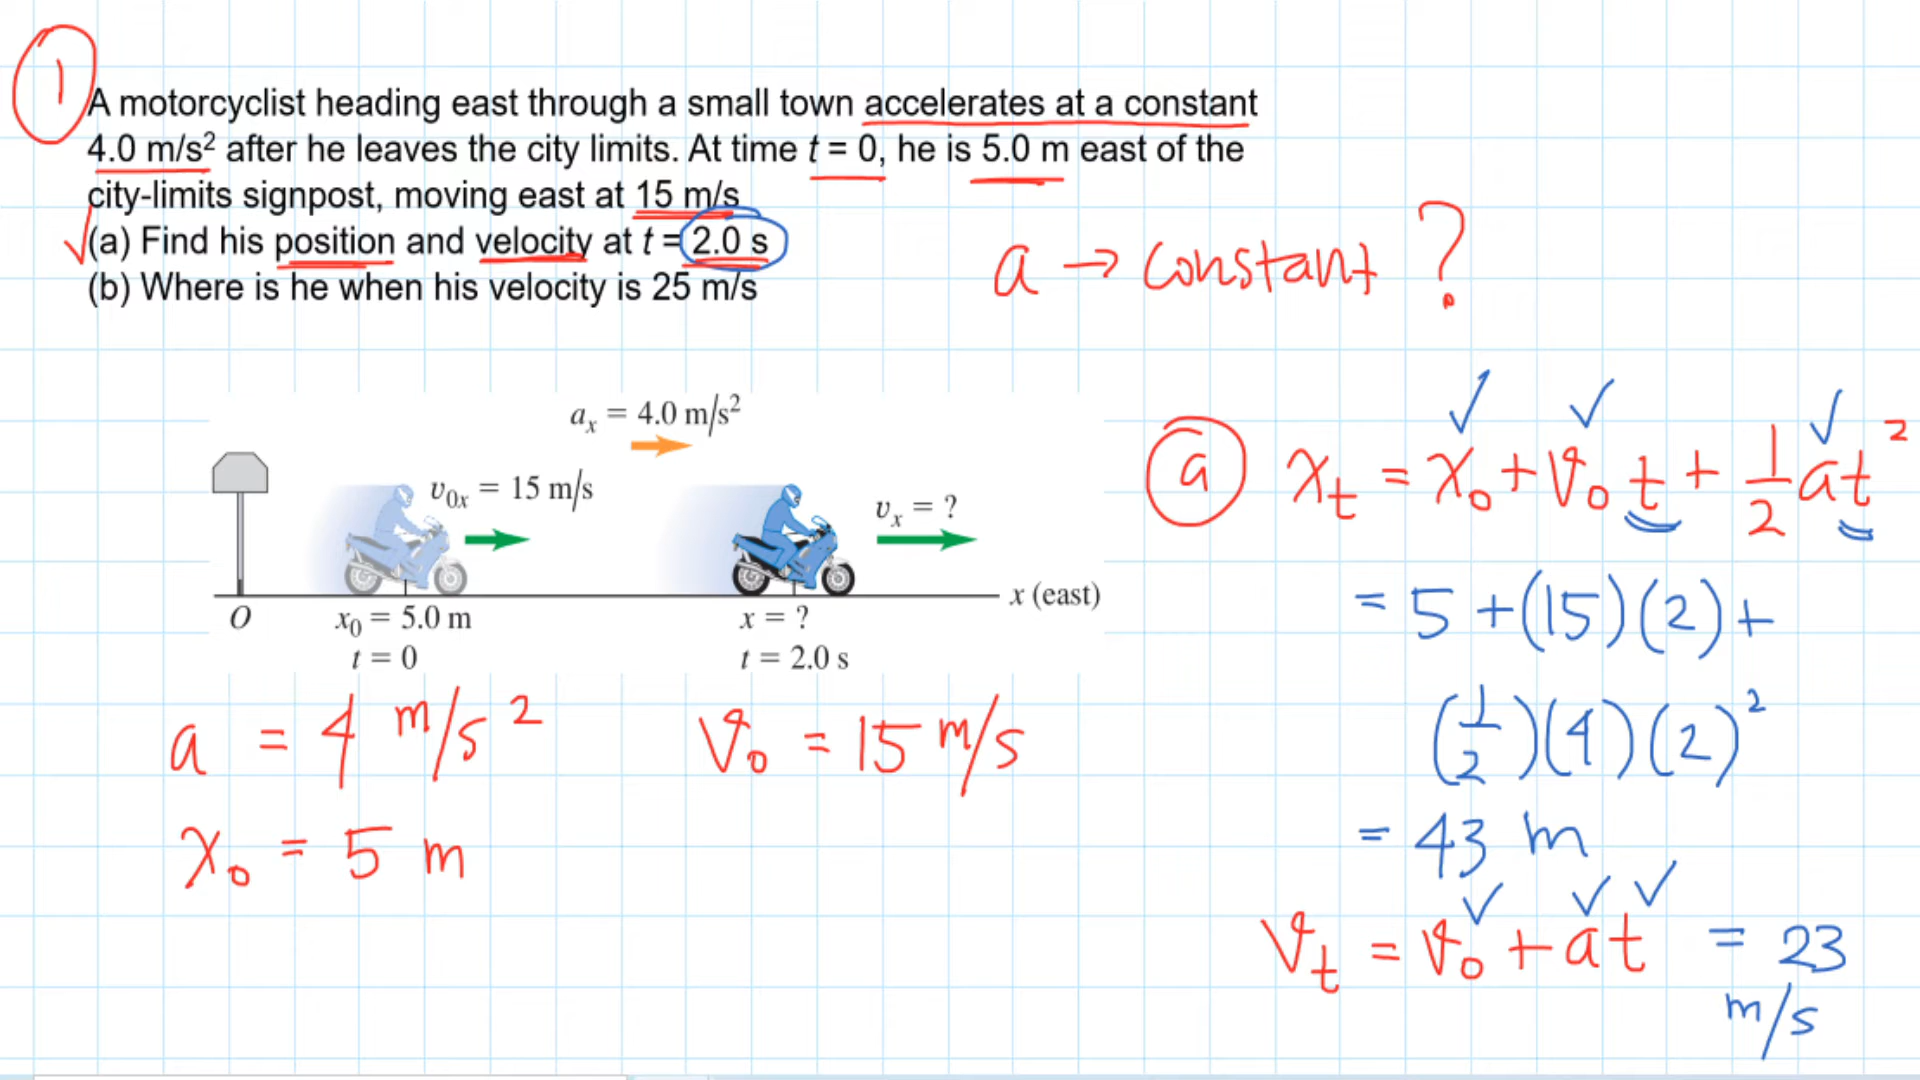 1
A motorcyclist heading east through a small town accelerates at a constant
4.0 m/s² after he leaves the city limits. At time t = 0, he is 5.0 m east of the
city-limits signpost, moving east at 15 m/s
(a) Find his position and velocity at t = 2.0 s
(b) Where is he when his velocity is 25 m/s
a → constant ?
aₓ = 4.0 m/s²
v₀ₓ = 15 m/s
vₓ = ?
x (east)
O
x₀ = 5.0 m
x = ?
t = 0
t = 2.0 s
a = 4 m/s²
v₀ = 15 m/s
x₀ = 5 m
a
xₜ = x₀ + v₀t + 1/2 at²
= 5 + (15)(2) +
(1/2)(4)(2)²
= 43 m
vₜ = v₀ + at = 23
m/s